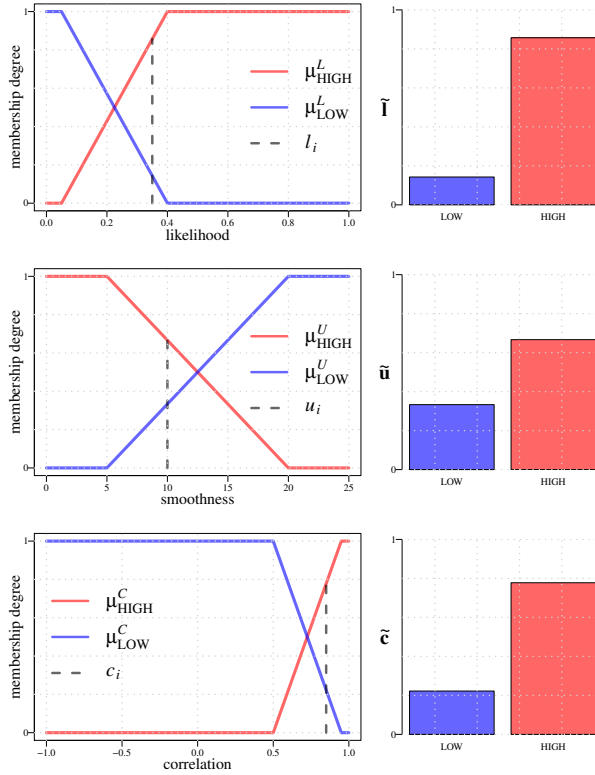 membership degree
1
0
μ^L_HIGH
μ^L_LOW
l_i
0.0 0.2 0.4 0.6 0.8 1.0
likelihood
l̃
1
0
LOW HIGH
membership degree
1
0
μ^U_HIGH
μ^U_LOW
u_i
0 5 10 15 20 25
smoothness
ũ
1
0
LOW HIGH
membership degree
1
0
μ^C_HIGH
μ^C_LOW
c_i
−1.0 −0.5 0.0 0.5 1.0
correlation
c̃
1
0
LOW HIGH